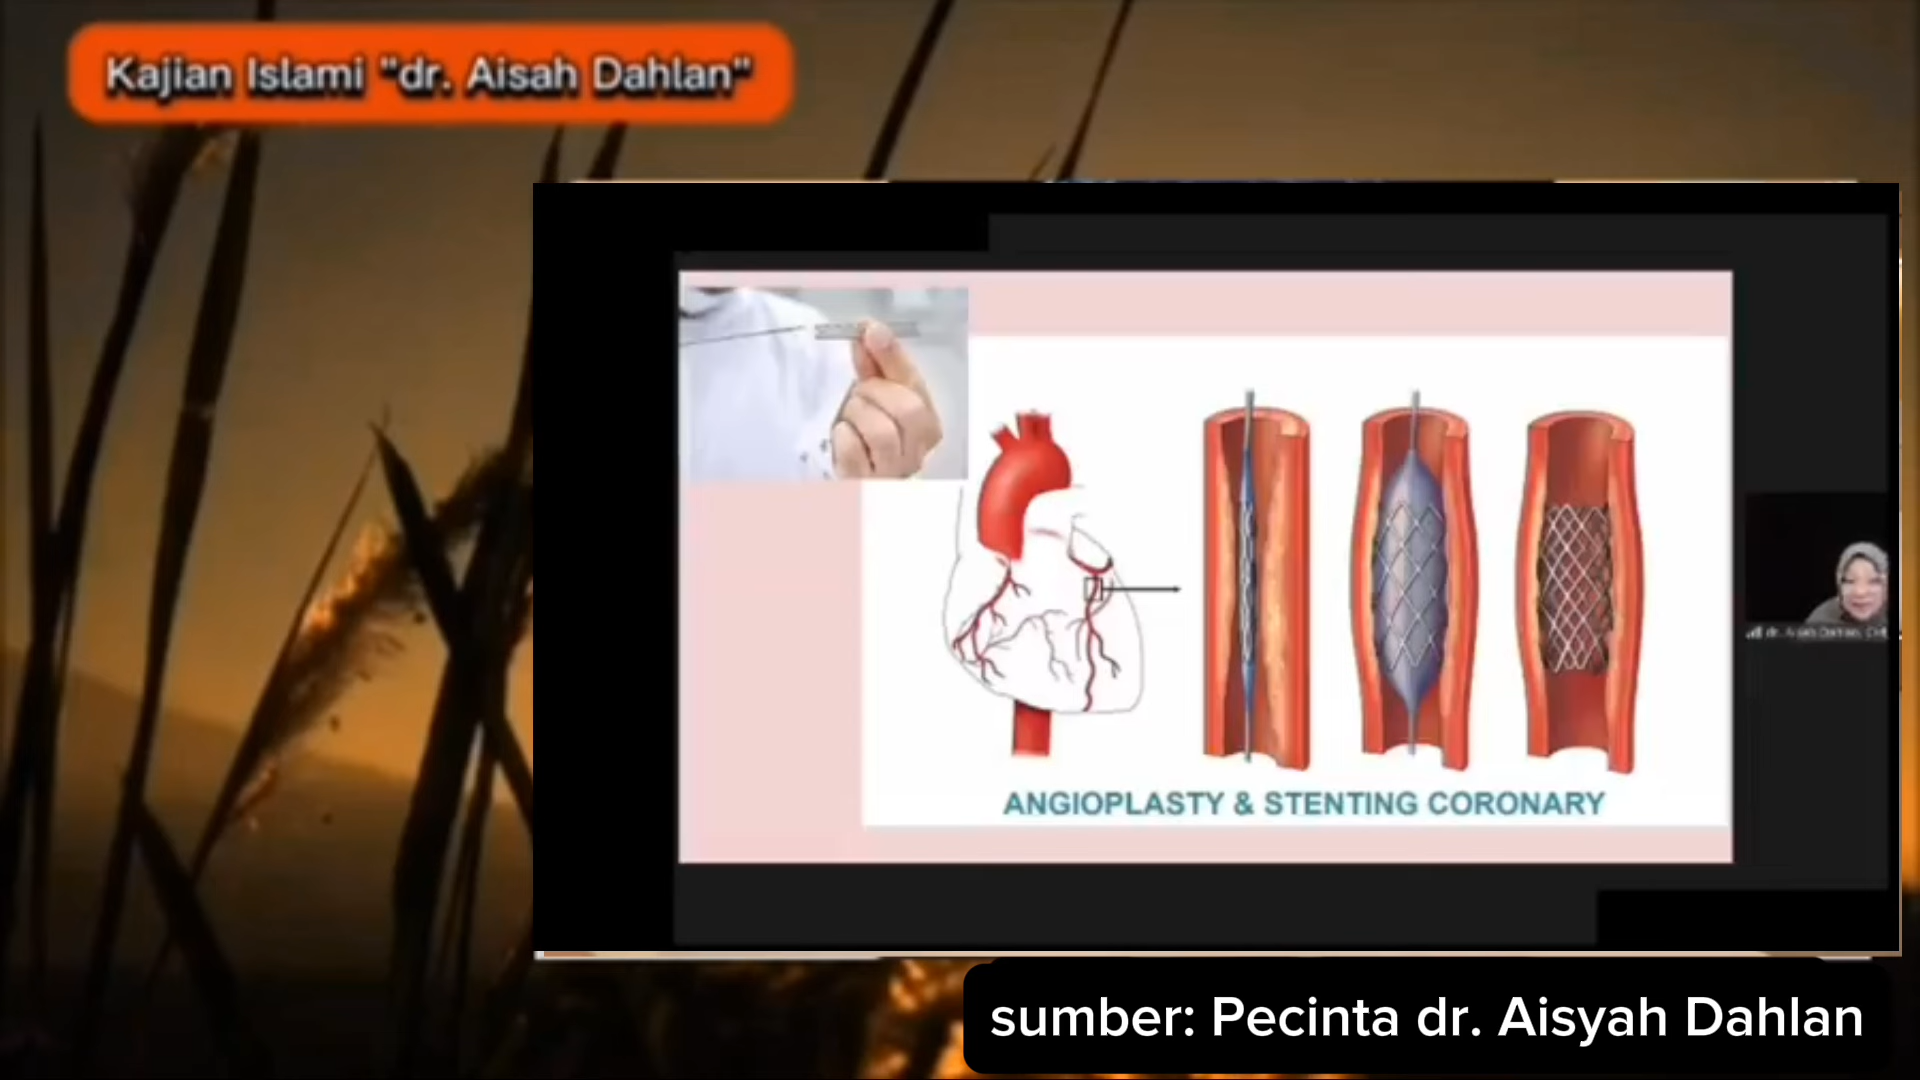 Kajian Islami "dr. Aisah Dahlan"
ANGIOPLASTY & STENTING CORONARY
sumber: Pecinta dr. Aisyah Dahlan